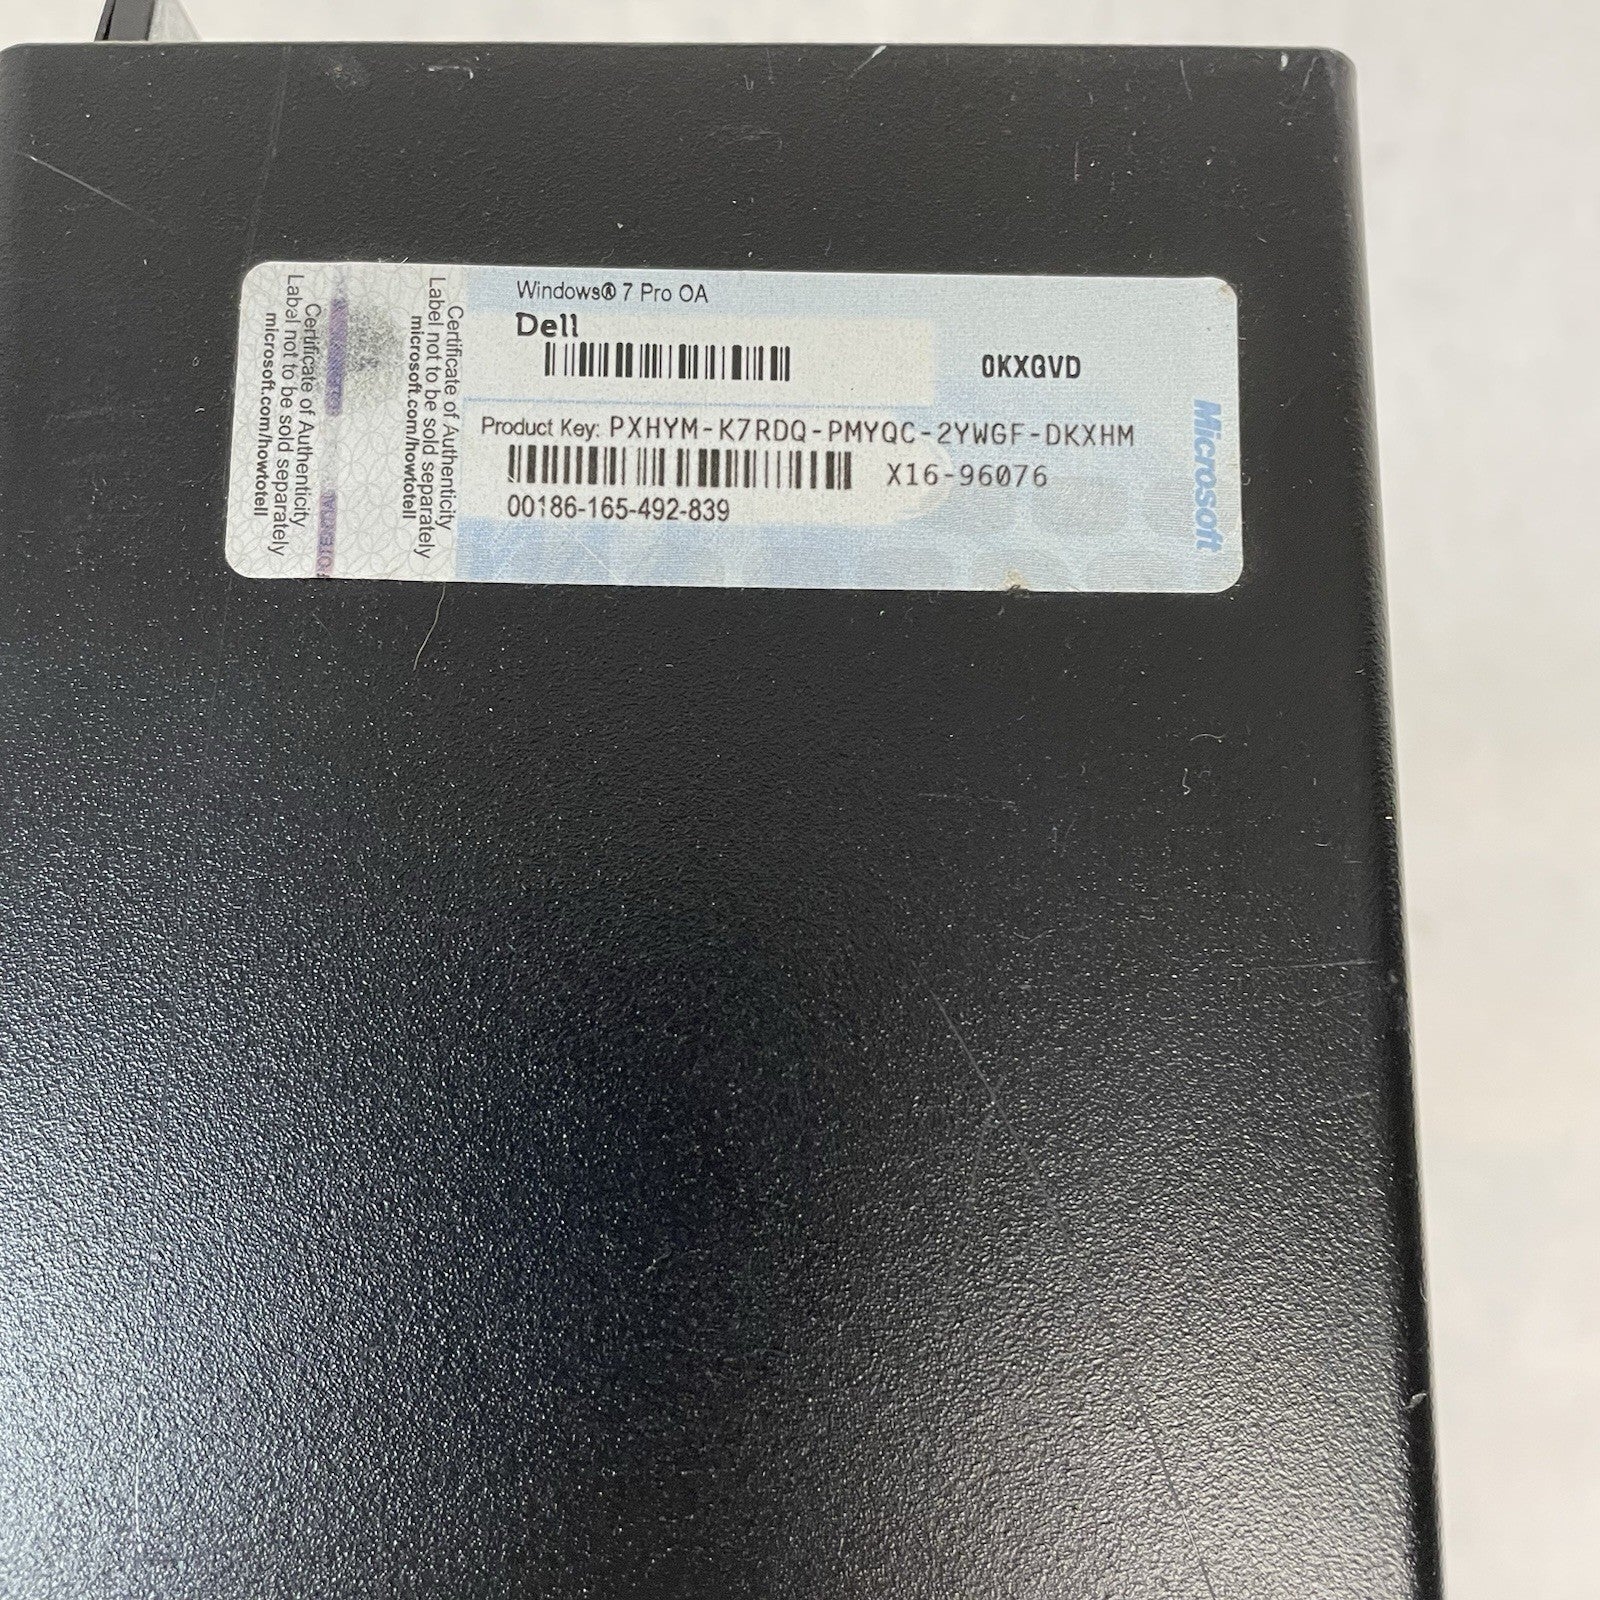 Certificate of Authenticity
Label not to be sold separately
microsoft.com/howtotell
Certificate of Authenticity
Label not to be sold separately
microsoft.com/howtotell
Windows® 7 Pro OA
Dell
0KXGVD
Product Key: PXHYM-K7RDQ-PMYQC-2YWGF-DKXHM
X16-96076
00186-165-492-839
Microsoft